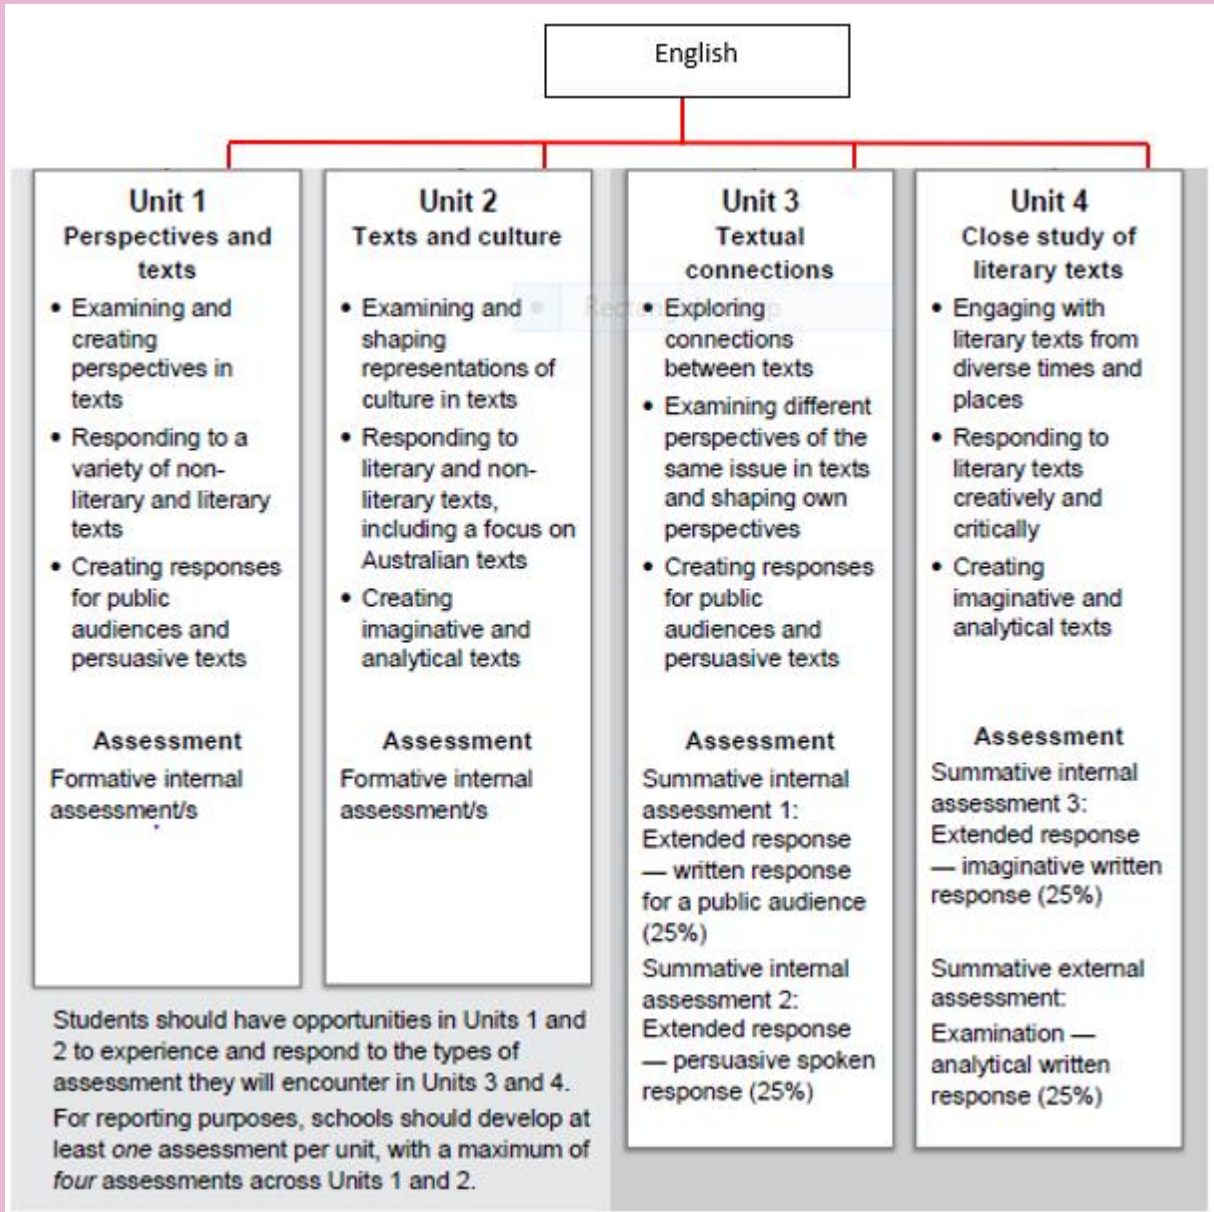 English
Unit 1
Perspectives and
texts
• Examining and
creating
perspectives in
texts
• Responding to a
variety of non-
literary and literary
texts
• Creating responses
for public
audiences and
persuasive texts
Assessment
Formative internal
assessment/s
Unit 2
Texts and culture
• Examining and
shaping
representations of
culture in texts
• Responding to
literary and non-
literary texts,
including a focus on
Australian texts
• Creating
imaginative and
analytical texts
Assessment
Formative internal
assessment/s
Students should have opportunities in Units 1 and
2 to experience and respond to the types of
assessment they will encounter in Units 3 and 4.
For reporting purposes, schools should develop at
least one assessment per unit, with a maximum of
four assessments across Units 1 and 2.
Unit 3
Textual
connections
• Exploring
connections
between texts
• Examining different
perspectives of the
same issue in texts
and shaping own
perspectives
• Creating responses
for public
audiences and
persuasive texts
Assessment
Summative internal
assessment 1:
Extended response
— written response
for a public audience
(25%)
Summative internal
assessment 2:
Extended response
— persuasive spoken
response (25%)
Unit 4
Close study of
literary texts
• Engaging with
literary texts from
diverse times and
places
• Responding to
literary texts
creatively and
critically
• Creating
imaginative and
analytical texts
Assessment
Summative internal
assessment 3:
Extended response
— imaginative written
response (25%)
Summative external
assessment:
Examination —
analytical written
response (25%)